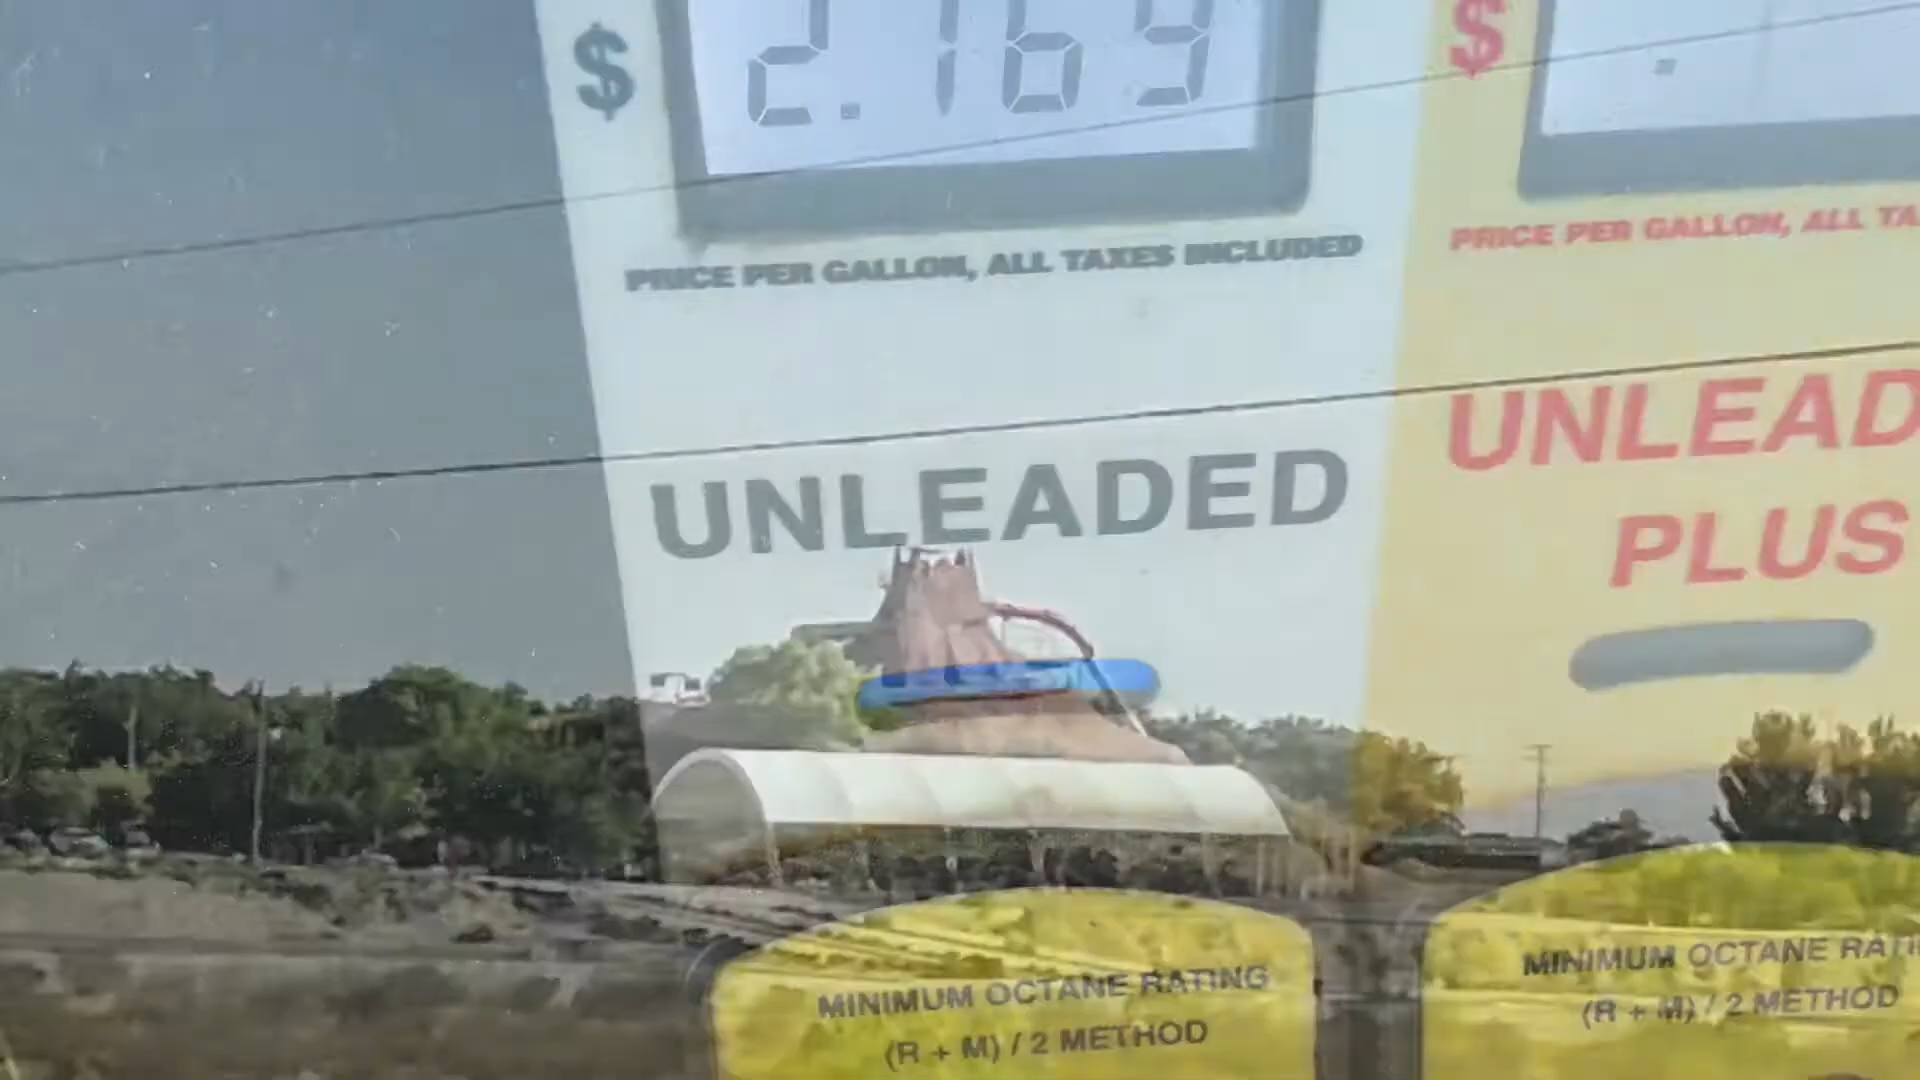 $ 2.169
$
PRICE PER GALLON, ALL TAXES INCLUDED
PRICE PER GALLON, ALL TA
UNLEADED
UNLEAD
PLUS
MINIMUM OCTANE RATING
(R + M) / 2 METHOD
MINIMUM OCTANE RATI
(R + M) / 2 METHOD